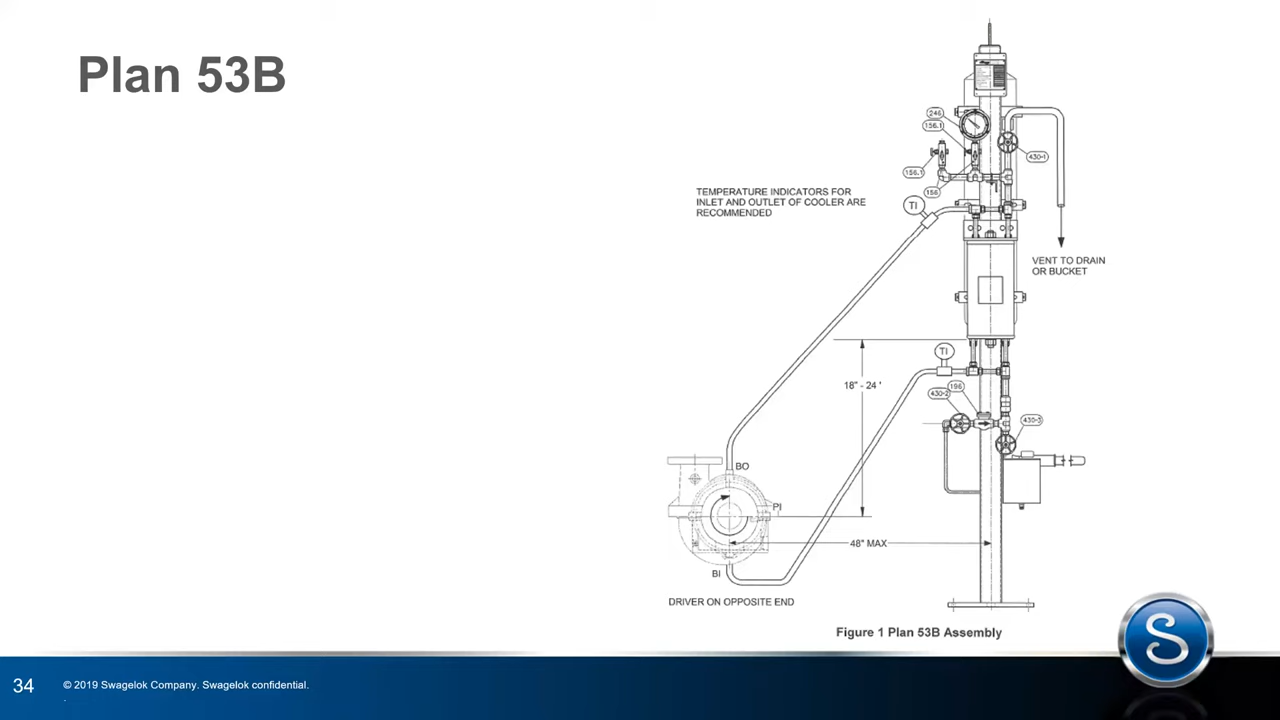 Plan 53B
246
156.1
430-1
156.1
156
TEMPERATURE INDICATORS FOR
INLET AND OUTLET OF COOLER ARE
RECOMMENDED
TI
VENT TO DRAIN
OR BUCKET
TI
18" - 24 '
196
430-2
430-3
BO
PI
48" MAX
BI
DRIVER ON OPPOSITE END
Figure 1 Plan 53B Assembly
S
34
© 2019 Swagelok Company. Swagelok confidential.
.